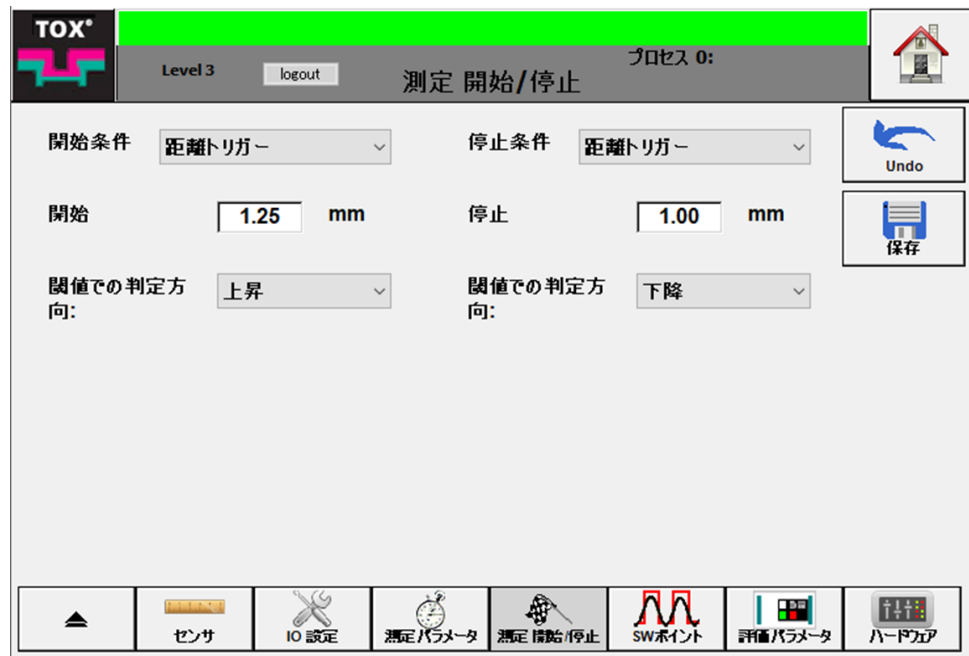 TOX®
プロセス 0:
Level 3
logout
測定 開始/停止
開始条件
距離トリガー
停止条件
距離トリガー
Undo
開始
1.25
mm
停止
1.00
mm
保存
閾値での判定方
向:
上昇
閾値での判定方
向:
下降
センサ
IO 設定
測定パラメータ
測定 開始/停止
SWポイント
評価パラメータ
ハードウェア